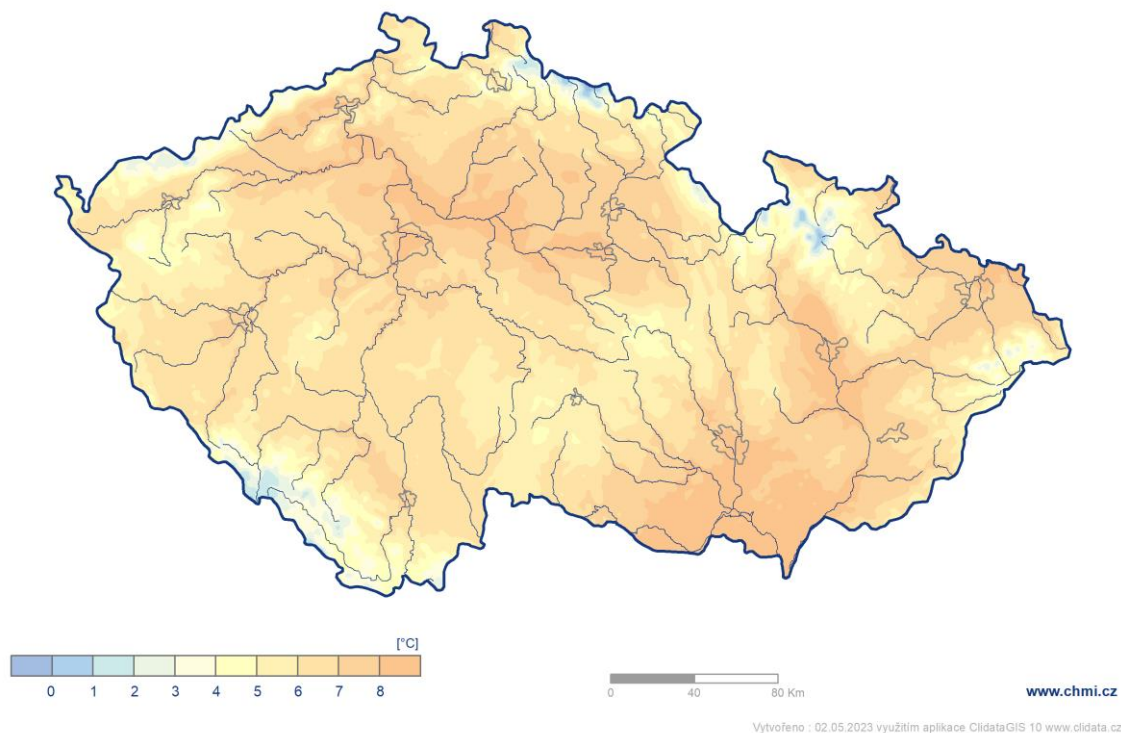 [°C]
0 1 2 3 4 5 6 7 8
0 40 80 Km
www.chmi.cz
Vytvořeno : 02.05.2023 využitím aplikace ClidataGIS 10 www.clidata.cz